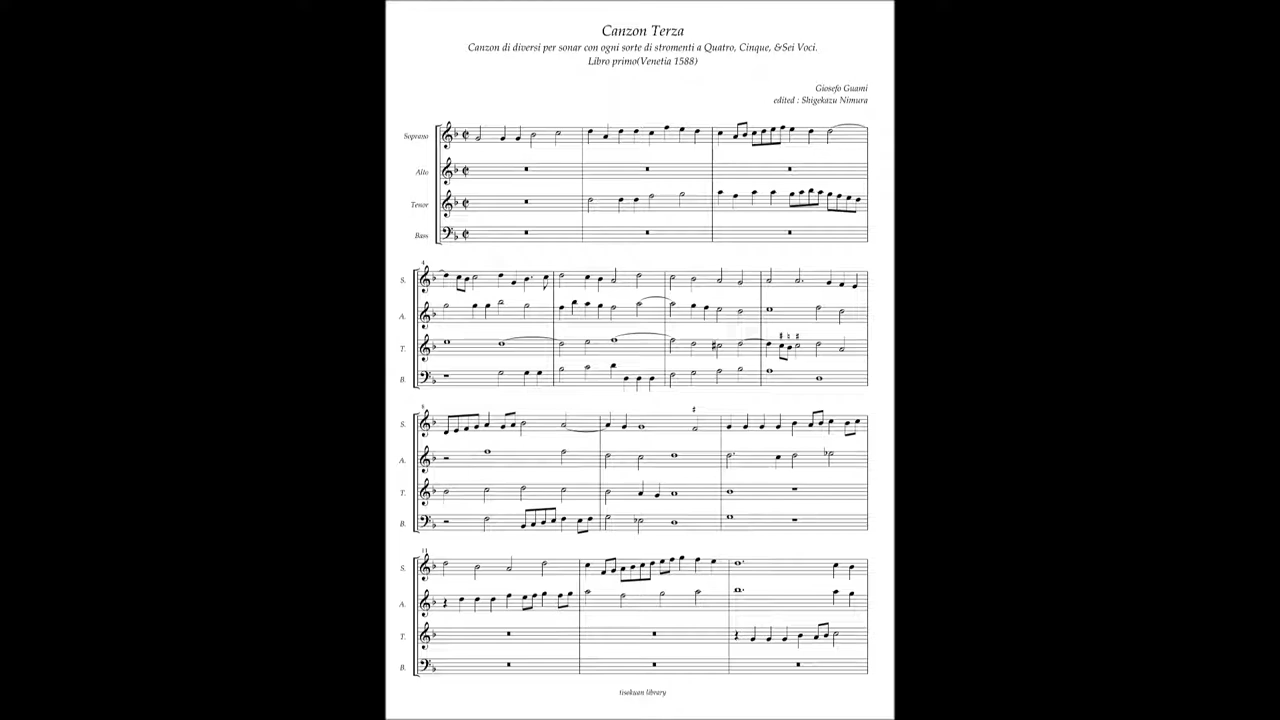 Canzon Terza
Canzon di diversi per sonar con ogni sorte di stromenti a Quatro, Cinque, &Sei Voci.
Libro primo(Venetia 1588)
Giosefo Guami
edited : Shigekazu Nimura
Soprano
Alto
Tenor
Bass
4
S.
A.
T.
B.
8
S.
A.
T.
B.
11
S.
A.
T.
B.
tisokuan library